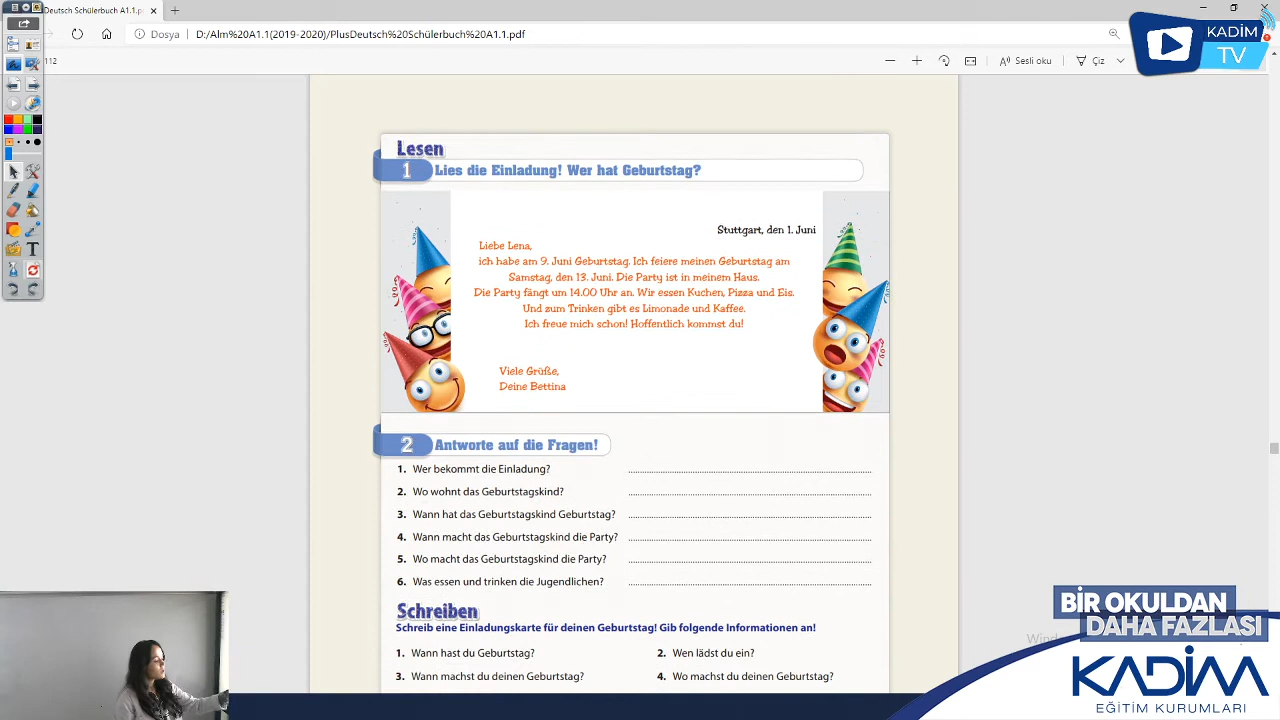 Deutsch Schülerbuch A1.1.p
Dosya
D:/Alm%20A1.1(2019-2020)/PlusDeutsch%20Schülerbuch%20A1.1.pdf
112
Sesli oku
Çiz
KADİM
TV
Lesen
1 Lies die Einladung! Wer hat Geburtstag?
Stuttgart, den 1. Juni
Liebe Lena,
ich habe am 9. Juni Geburtstag. Ich feiere meinen Geburtstag am
Samstag, den 13. Juni. Die Party ist in meinem Haus.
Die Party fängt um 14.00 Uhr an. Wir essen Kuchen, Pizza und Eis.
Und zum Trinken gibt es Limonade und Kaffee.
Ich freue mich schon! Hoffentlich kommst du!
Viele Grüße,
Deine Bettina
2 Antworte auf die Fragen!
1. Wer bekommt die Einladung?
2. Wo wohnt das Geburtstagskind?
3. Wann hat das Geburtstagskind Geburtstag?
4. Wann macht das Geburtstagskind die Party?
5. Wo macht das Geburtstagskind die Party?
6. Was essen und trinken die Jugendlichen?
Schreiben
Schreib eine Einladungskarte für deinen Geburtstag! Gib folgende Informationen an!
1. Wann hast du Geburtstag?
2. Wen lädst du ein?
3. Wann machst du deinen Geburtstag?
4. Wo machst du deinen Geburtstag?
BİR OKULDAN
DAHA FAZLASI
KADİM
EĞİTİM KURUMLARI